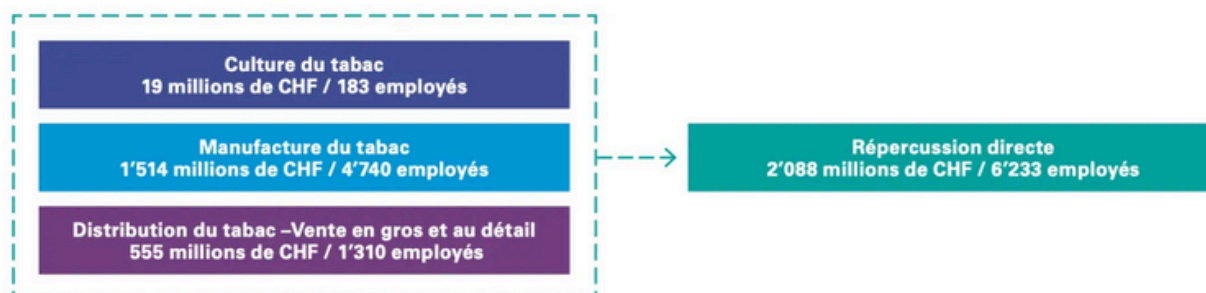 Culture du tabac
19 millions de CHF / 183 employés
Manufacture du tabac
1’514 millions de CHF / 4’740 employés
Distribution du tabac –Vente en gros et au détail
555 millions de CHF / 1’310 employés
Répercussion directe
2’088 millions de CHF / 6’233 employés